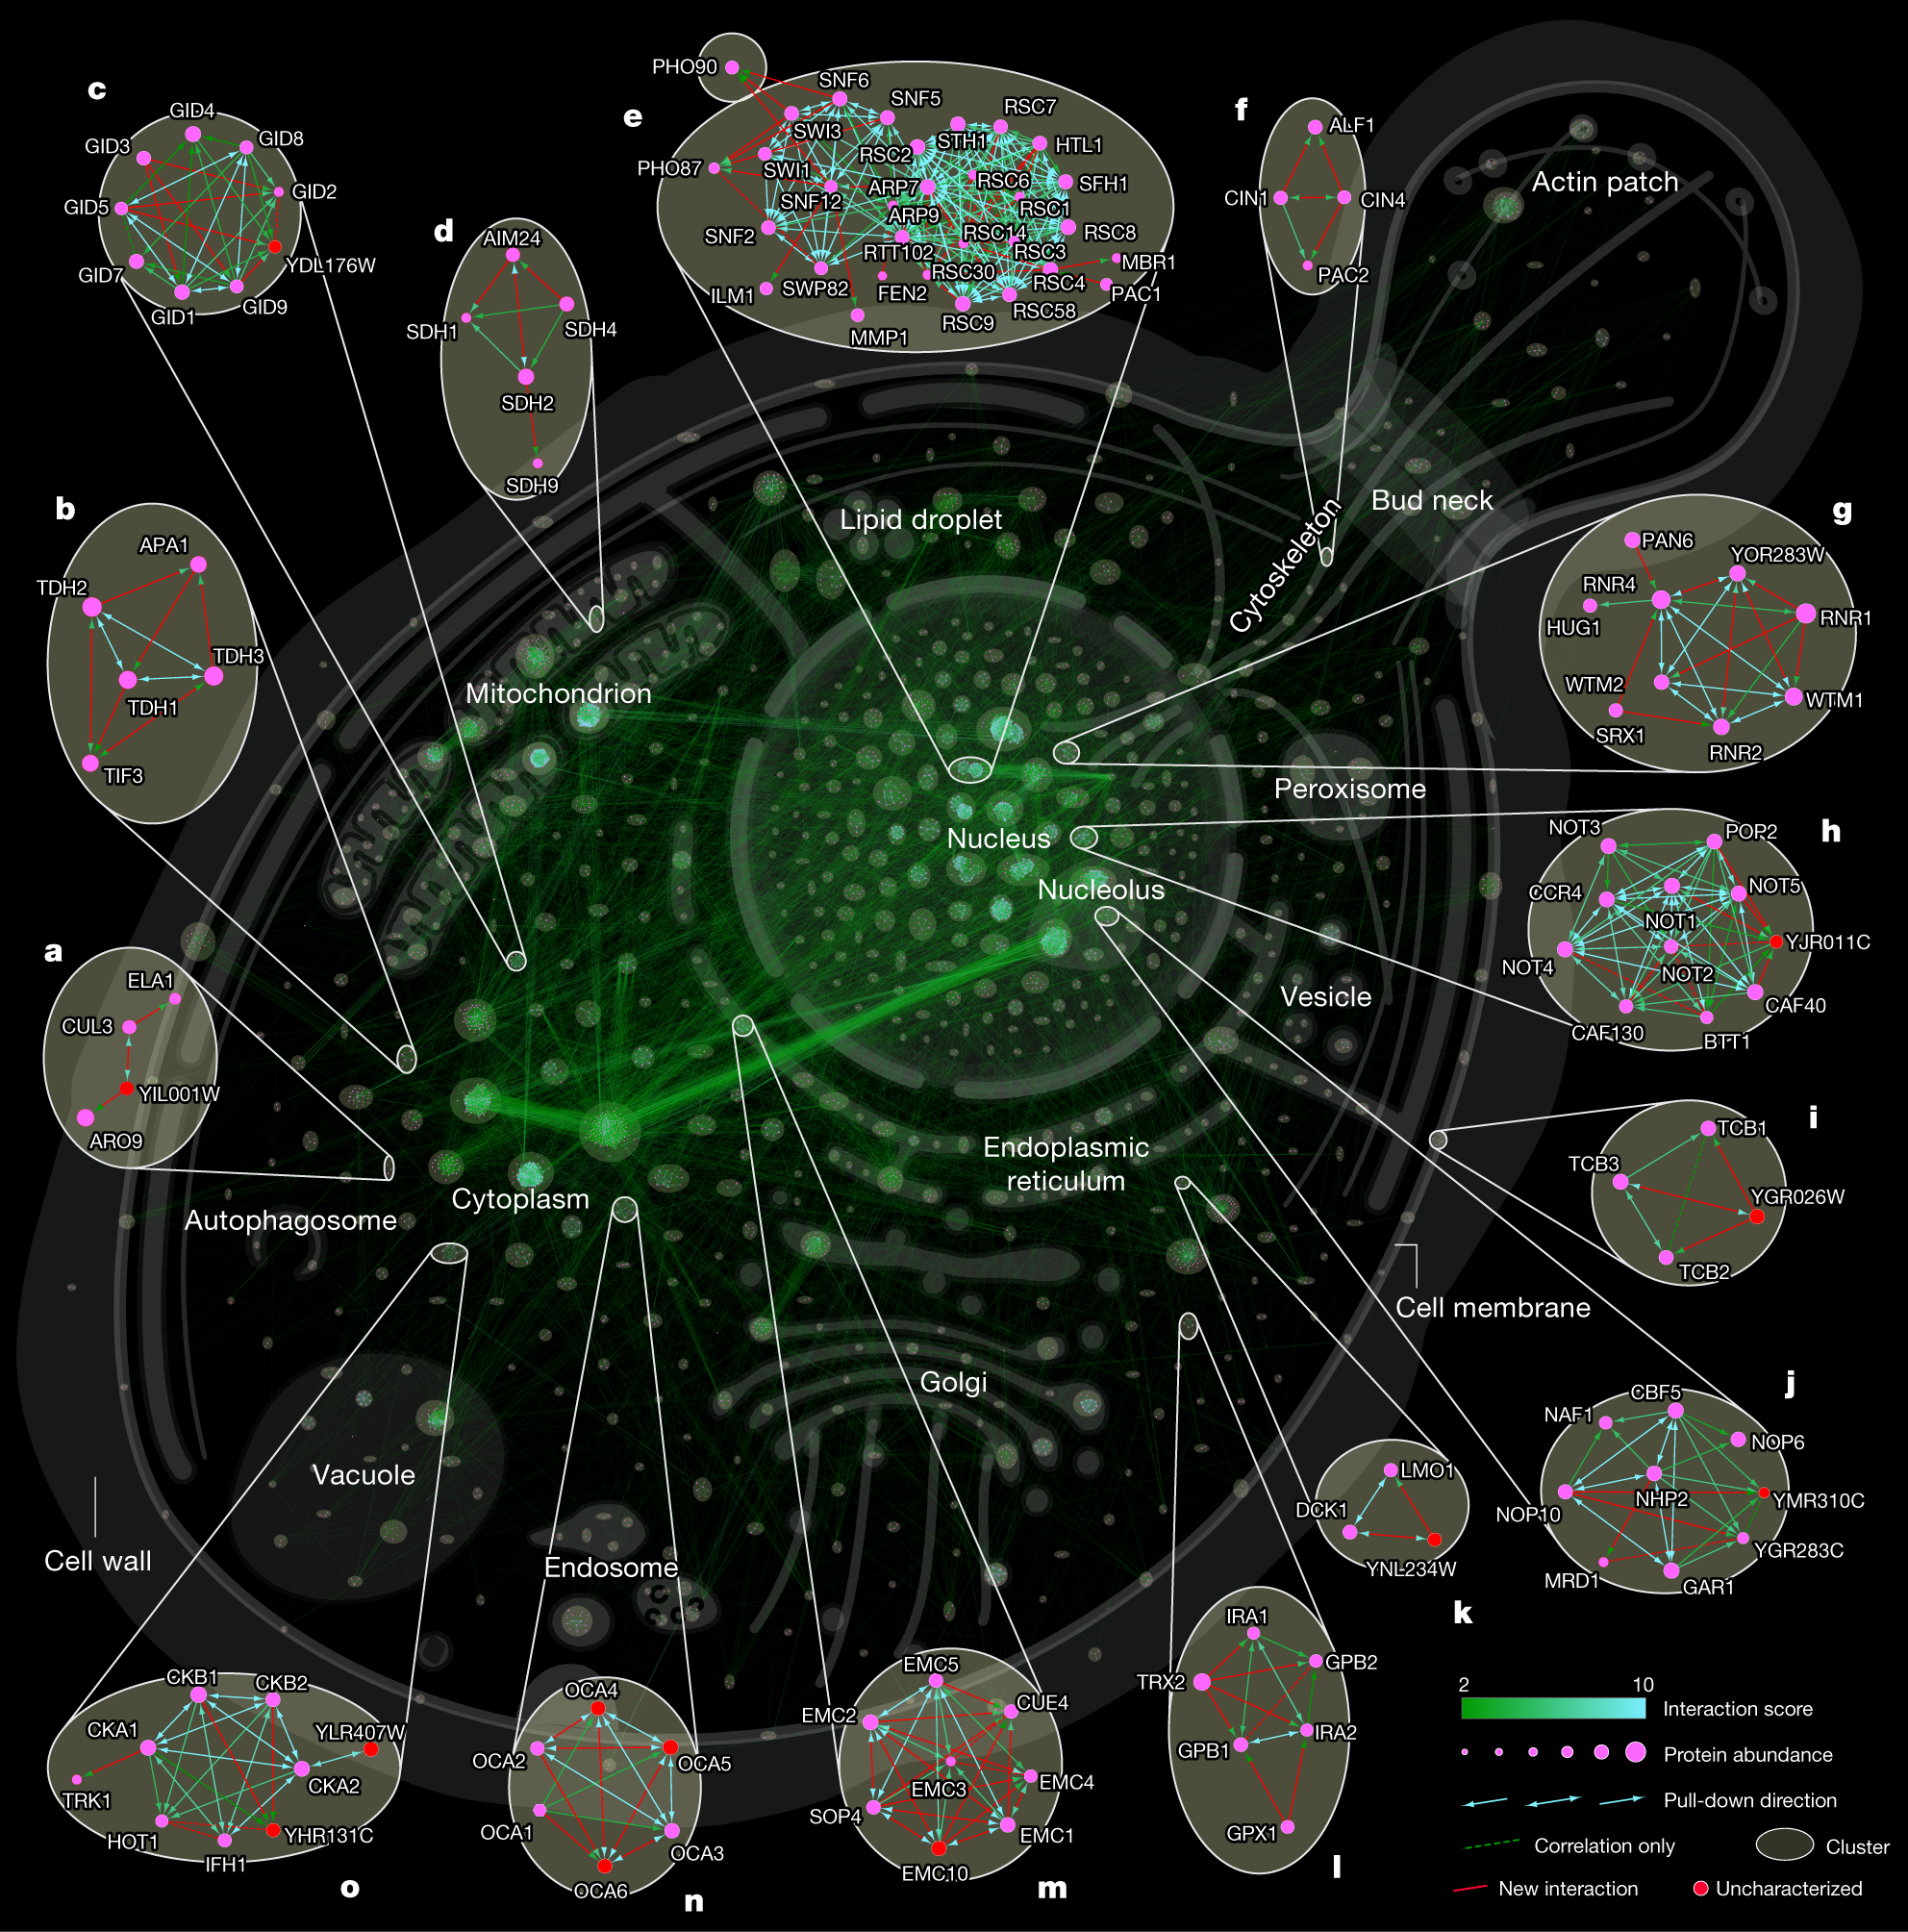 c
GID4
GID3
GID8
GID2
GID5
YDL176W
GID7
GID9
GID1
d
AIM24
SDH1
SDH4
SDH2
SDH9
e
PHO90
SNF6
SNF5
RSC7
SWI3
STH1
HTL1
RSC2
PHO87
SWI1
RSC6
SFH1
ARP7
SNF12
RSC1
ARP9
SNF2
RSC14
RSC8
RTT102
RSC3
MBR1
RSC30
RSC4
ILM1
SWP82
FEN2
PAC1
RSC58
RSC9
MMP1
f
ALF1
CIN1
CIN4
PAC2
Actin patch
b
APA1
TDH2
TDH3
TDH1
TIF3
Lipid droplet
Bud neck
Cytoskeleton
Mitochondrion
g
PAN6
YOR283W
RNR4
RNR1
HUG1
WTM2
WTM1
SRX1
RNR2
Peroxisome
Nucleus
Nucleolus
h
NOT3
POP2
CCR4
NOT5
NOT1
YJR011C
NOT4
NOT2
CAF40
CAF130
BTT1
Vesicle
a
ELA1
CUL3
YIL001W
ARO9
Endoplasmic
reticulum
Cytoplasm
Autophagosome
i
TCB1
TCB3
YGR026W
TCB2
Cell membrane
Golgi
Vacuole
Cell wall
Endosome
j
CBF5
NAF1
NOP6
NHP2
YMR310C
NOP10
YGR283C
MRD1
GAR1
LMO1
DCK1
YNL234W
k
IRA1
GPB2
TRX2
IRA2
GPB1
GPX1
l
EMC5
CUE4
EMC2
EMC3
EMC4
SOP4
EMC1
EMC10
m
OCA4
OCA2
OCA5
OCA1
OCA3
OCA6
n
CKB1
CKB2
CKA1
YLR407W
CKA2
TRK1
HOT1
YHR131C
IFH1
o
2 10
Interaction score
Protein abundance
Pull-down direction
Correlation only
Cluster
New interaction
Uncharacterized